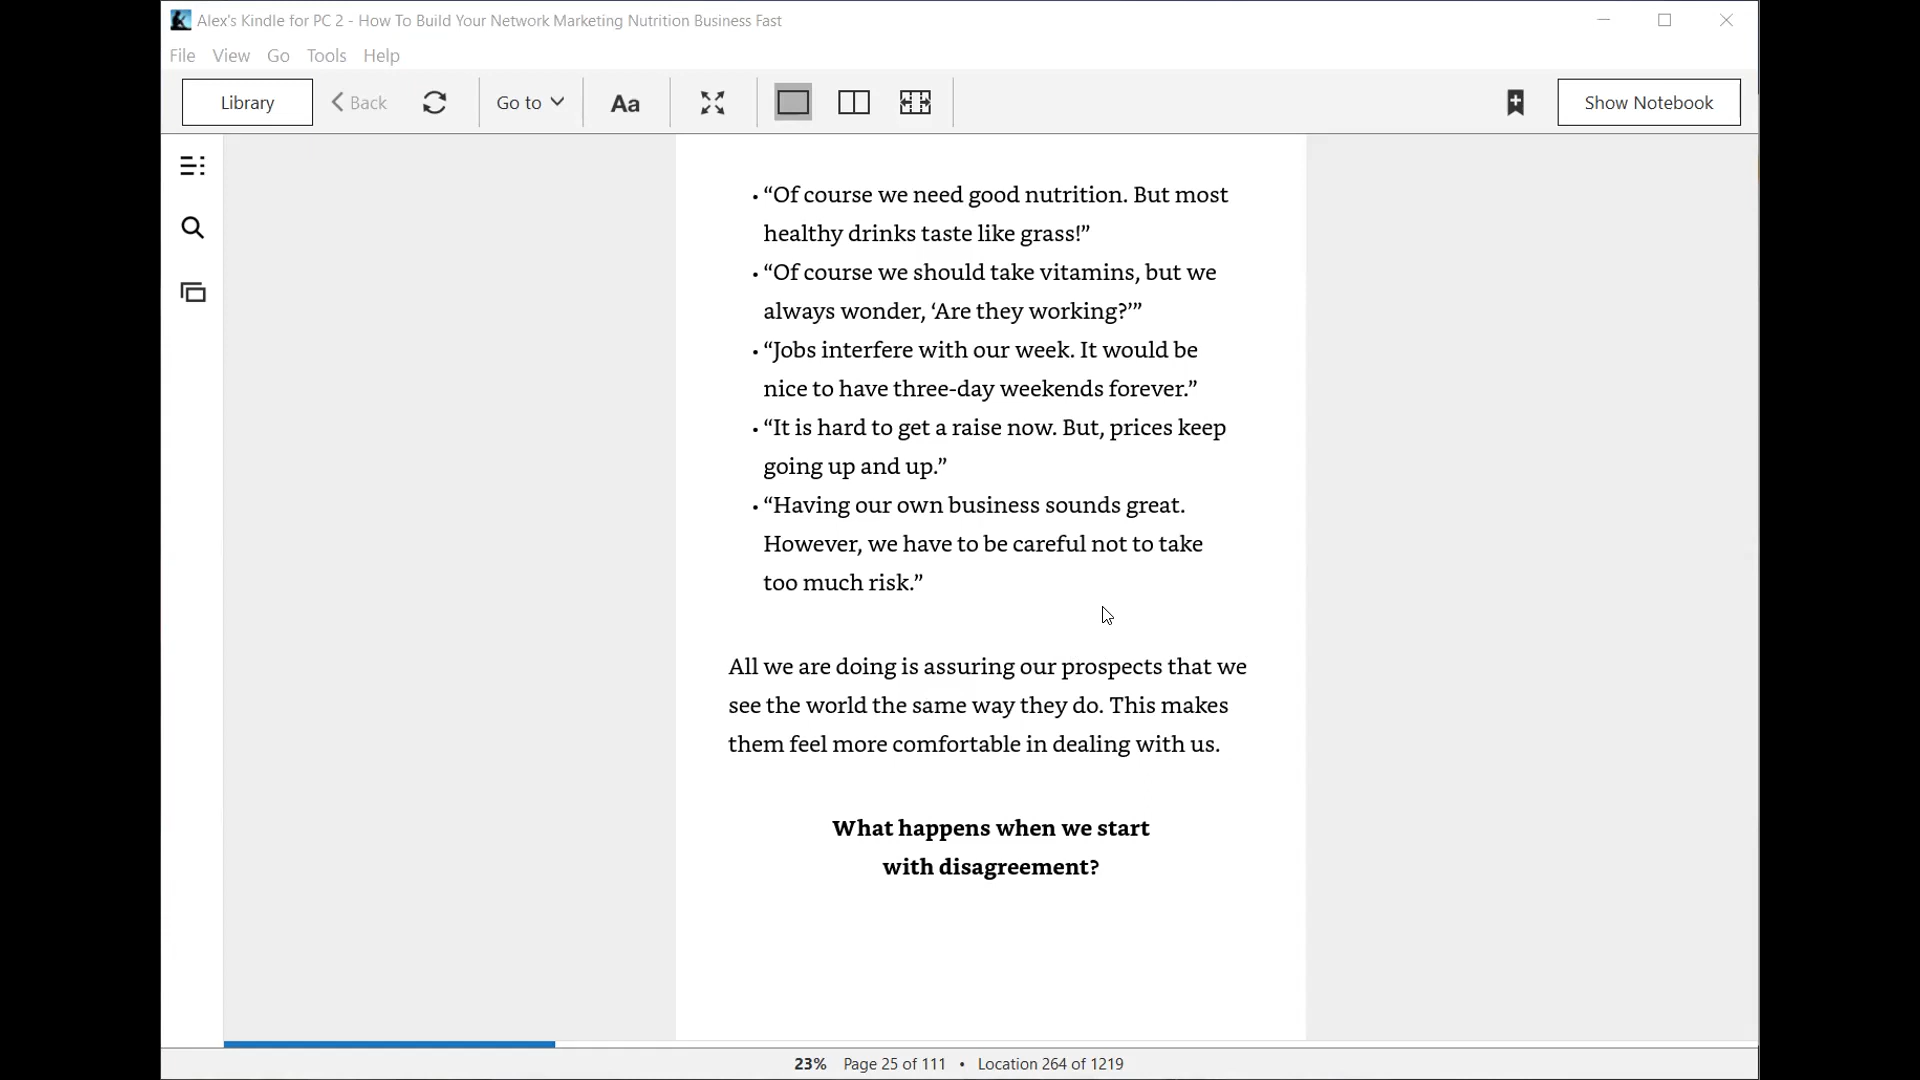 Alex's Kindle for PC 2 - How To Build Your Network Marketing Nutrition Business Fast
File View Go Tools Help
Library Back Go to Aa Show Notebook
• “Of course we need good nutrition. But most
healthy drinks taste like grass!”
• “Of course we should take vitamins, but we
always wonder, ‘Are they working?’”
• “Jobs interfere with our week. It would be
nice to have three-day weekends forever.”
• “It is hard to get a raise now. But, prices keep
going up and up.”
• “Having our own business sounds great.
However, we have to be careful not to take
too much risk.”
All we are doing is assuring our prospects that we
see the world the same way they do. This makes
them feel more comfortable in dealing with us.
What happens when we start
with disagreement?
23% Page 25 of 111 • Location 264 of 1219